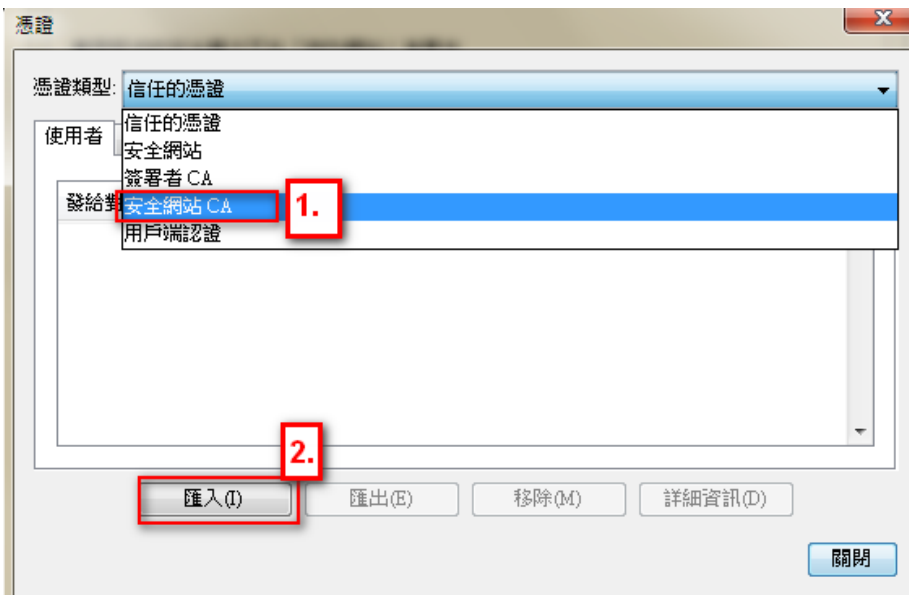 憑證
憑證類型: 信任的憑證
信任的憑證
使用者
安全網站
簽署者 CA
發給對
安全網站 CA
1.
用戶端認證
2.
匯入(I)
匯出(E)
移除(M)
詳細資訊(D)
關閉